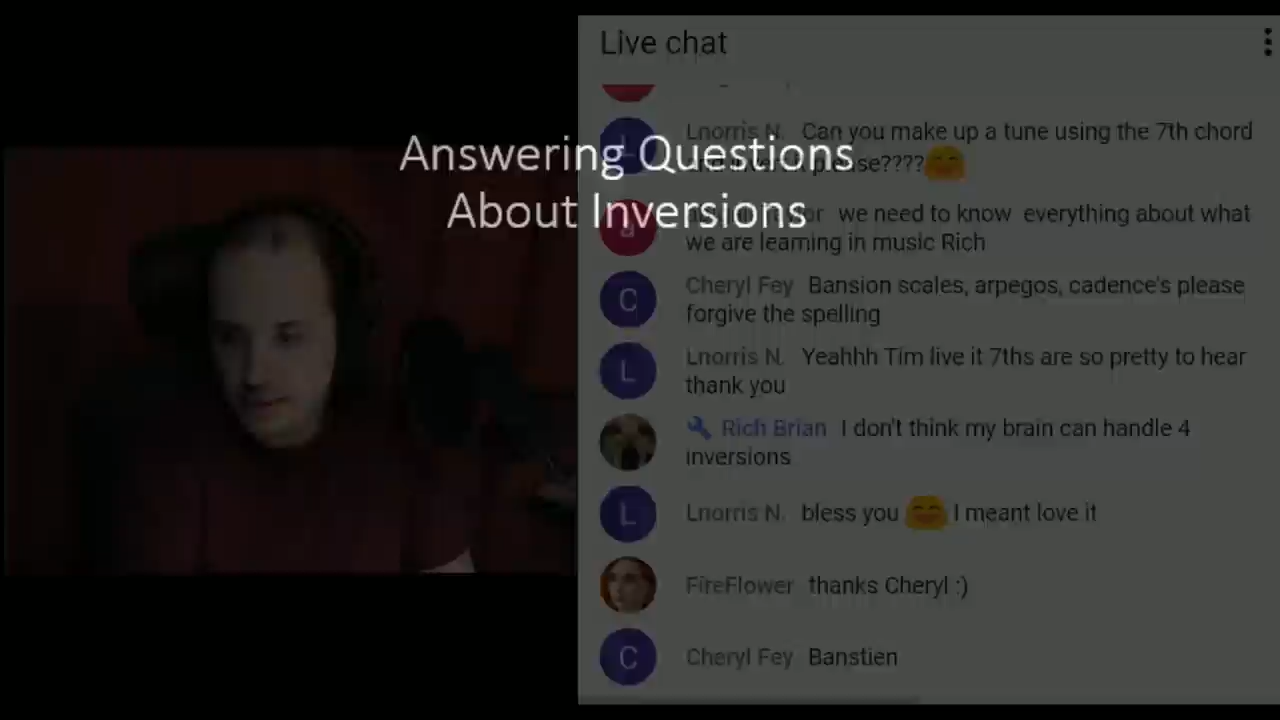 Live chat
Answering Questions
About Inversions
Lnorris N. Can you make up a tune using the 7th chord
please????
we need to know everything about what
we are learning in music Rich
C
Cheryl Fey Bansion scales, arpegos, cadence's please
forgive the spelling
L
Lnorris N. Yeahhh Tim live it 7ths are so pretty to hear
thank you
Rich Brian I don't think my brain can handle 4
inversions
L
Lnorris N. bless you I meant love it
FireFlower thanks Cheryl :)
C
Cheryl Fey Banstien